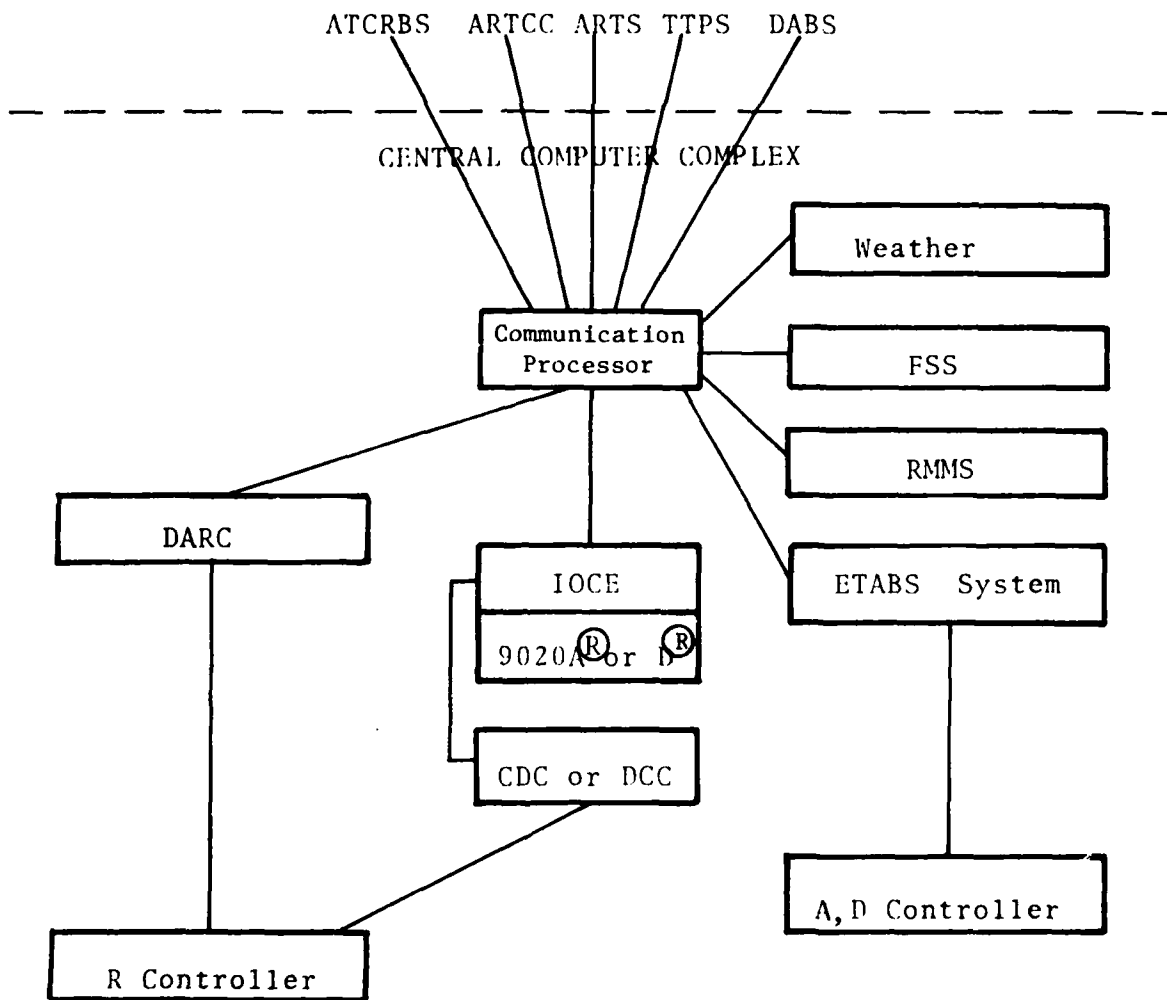 ATCRBS ARTCC ARTS TTPS DABS
CENTRAL COMPUTER COMPLEX
Weather
Communication
Processor
FSS
RMMS
DARC
IOCE
ETABS System
9020A® or D®
CDC or DCC
A,D Controller
R Controller